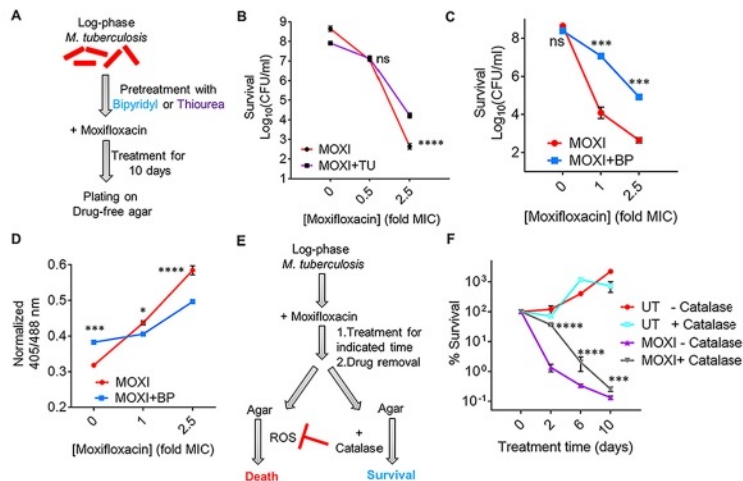 A
Log-phase
M. tuberculosis
Pretreatment with
Bipyridyl or Thiourea
+ Moxifloxacin
Treatment for
10 days
Plating on
Drug-free agar
B
Survival
Log10(CFU/ml)
9
8
7
6
5
4
3
2
ns
****
MOXI
MOXI+TU
0
0.5
2.5
[Moxifloxacin] (fold MIC)
C
Survival
Log10(CFU/ml)
8
6
4
2
ns
***
***
MOXI
MOXI+BP
0
1
2.5
[Moxifloxacin] (fold MIC)
D
Normalized
405/488 nm
0.6
0.5
0.4
0.3
0.2
***
*
****
MOXI
MOXI+BP
0
1
2.5
[Moxifloxacin] (fold MIC)
E
Log-phase
M. tuberculosis
+ Moxifloxacin
1.Treatment for
indicated time
2.Drug removal
Agar
Agar
ROS
+
Catalase
Death
Survival
F
% Survival
10³
10²
10¹
10⁰
10⁻¹
****
****
***
UT - Catalase
UT + Catalase
MOXI - Catalase
MOXI+ Catalase
0
2
6
10
Treatment time (days)